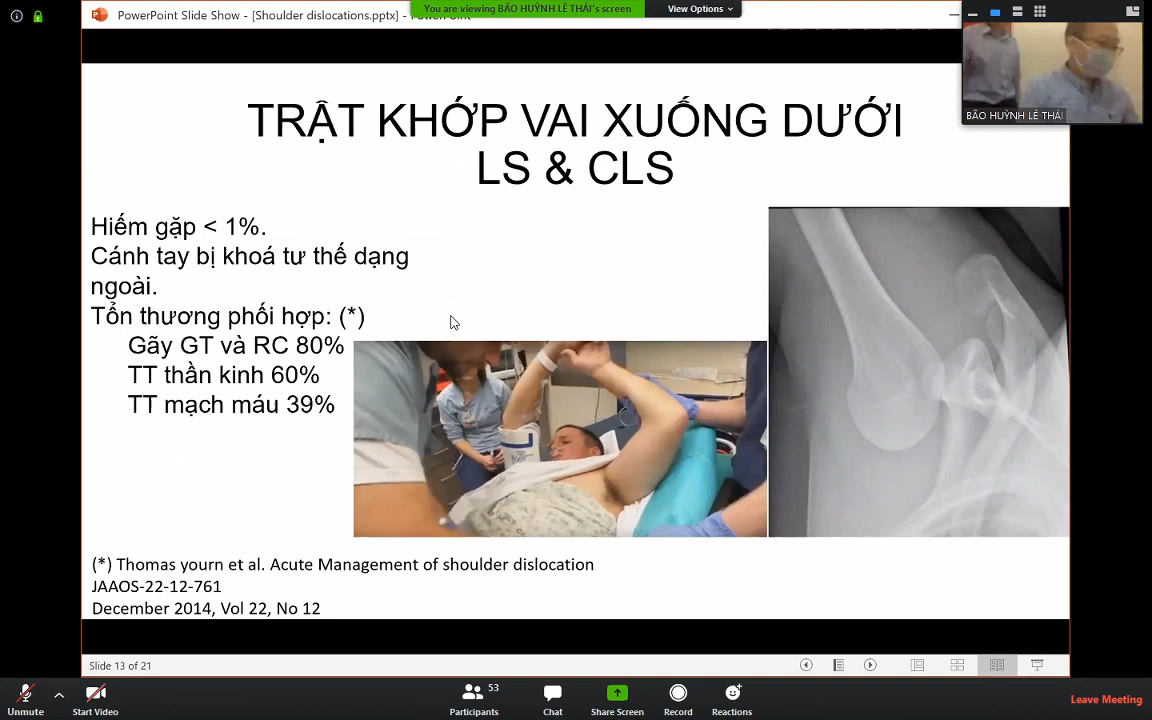 PowerPoint Slide Show - [Shoulder dislocations.pptx] -
You are viewing BẢO HUỲNH LÊ THÁI's screen
View Options
BẢO HUỲNH LÊ THÁI
TRẬT KHỚP VAI XUỐNG DƯỚI
LS & CLS
Hiếm gặp < 1%.
Cánh tay bị khoá tư thế dạng
ngoài.
Tổn thương phối hợp: (*)
Gãy GT và RC 80%
TT thần kinh 60%
TT mạch máu 39%
(*) Thomas yourn et al. Acute Management of shoulder dislocation
JAAOS-22-12-761
December 2014, Vol 22, No 12
Slide 13 of 21
Unmute
Start Video
Participants
53
Chat
Share Screen
Record
Reactions
Leave Meeting